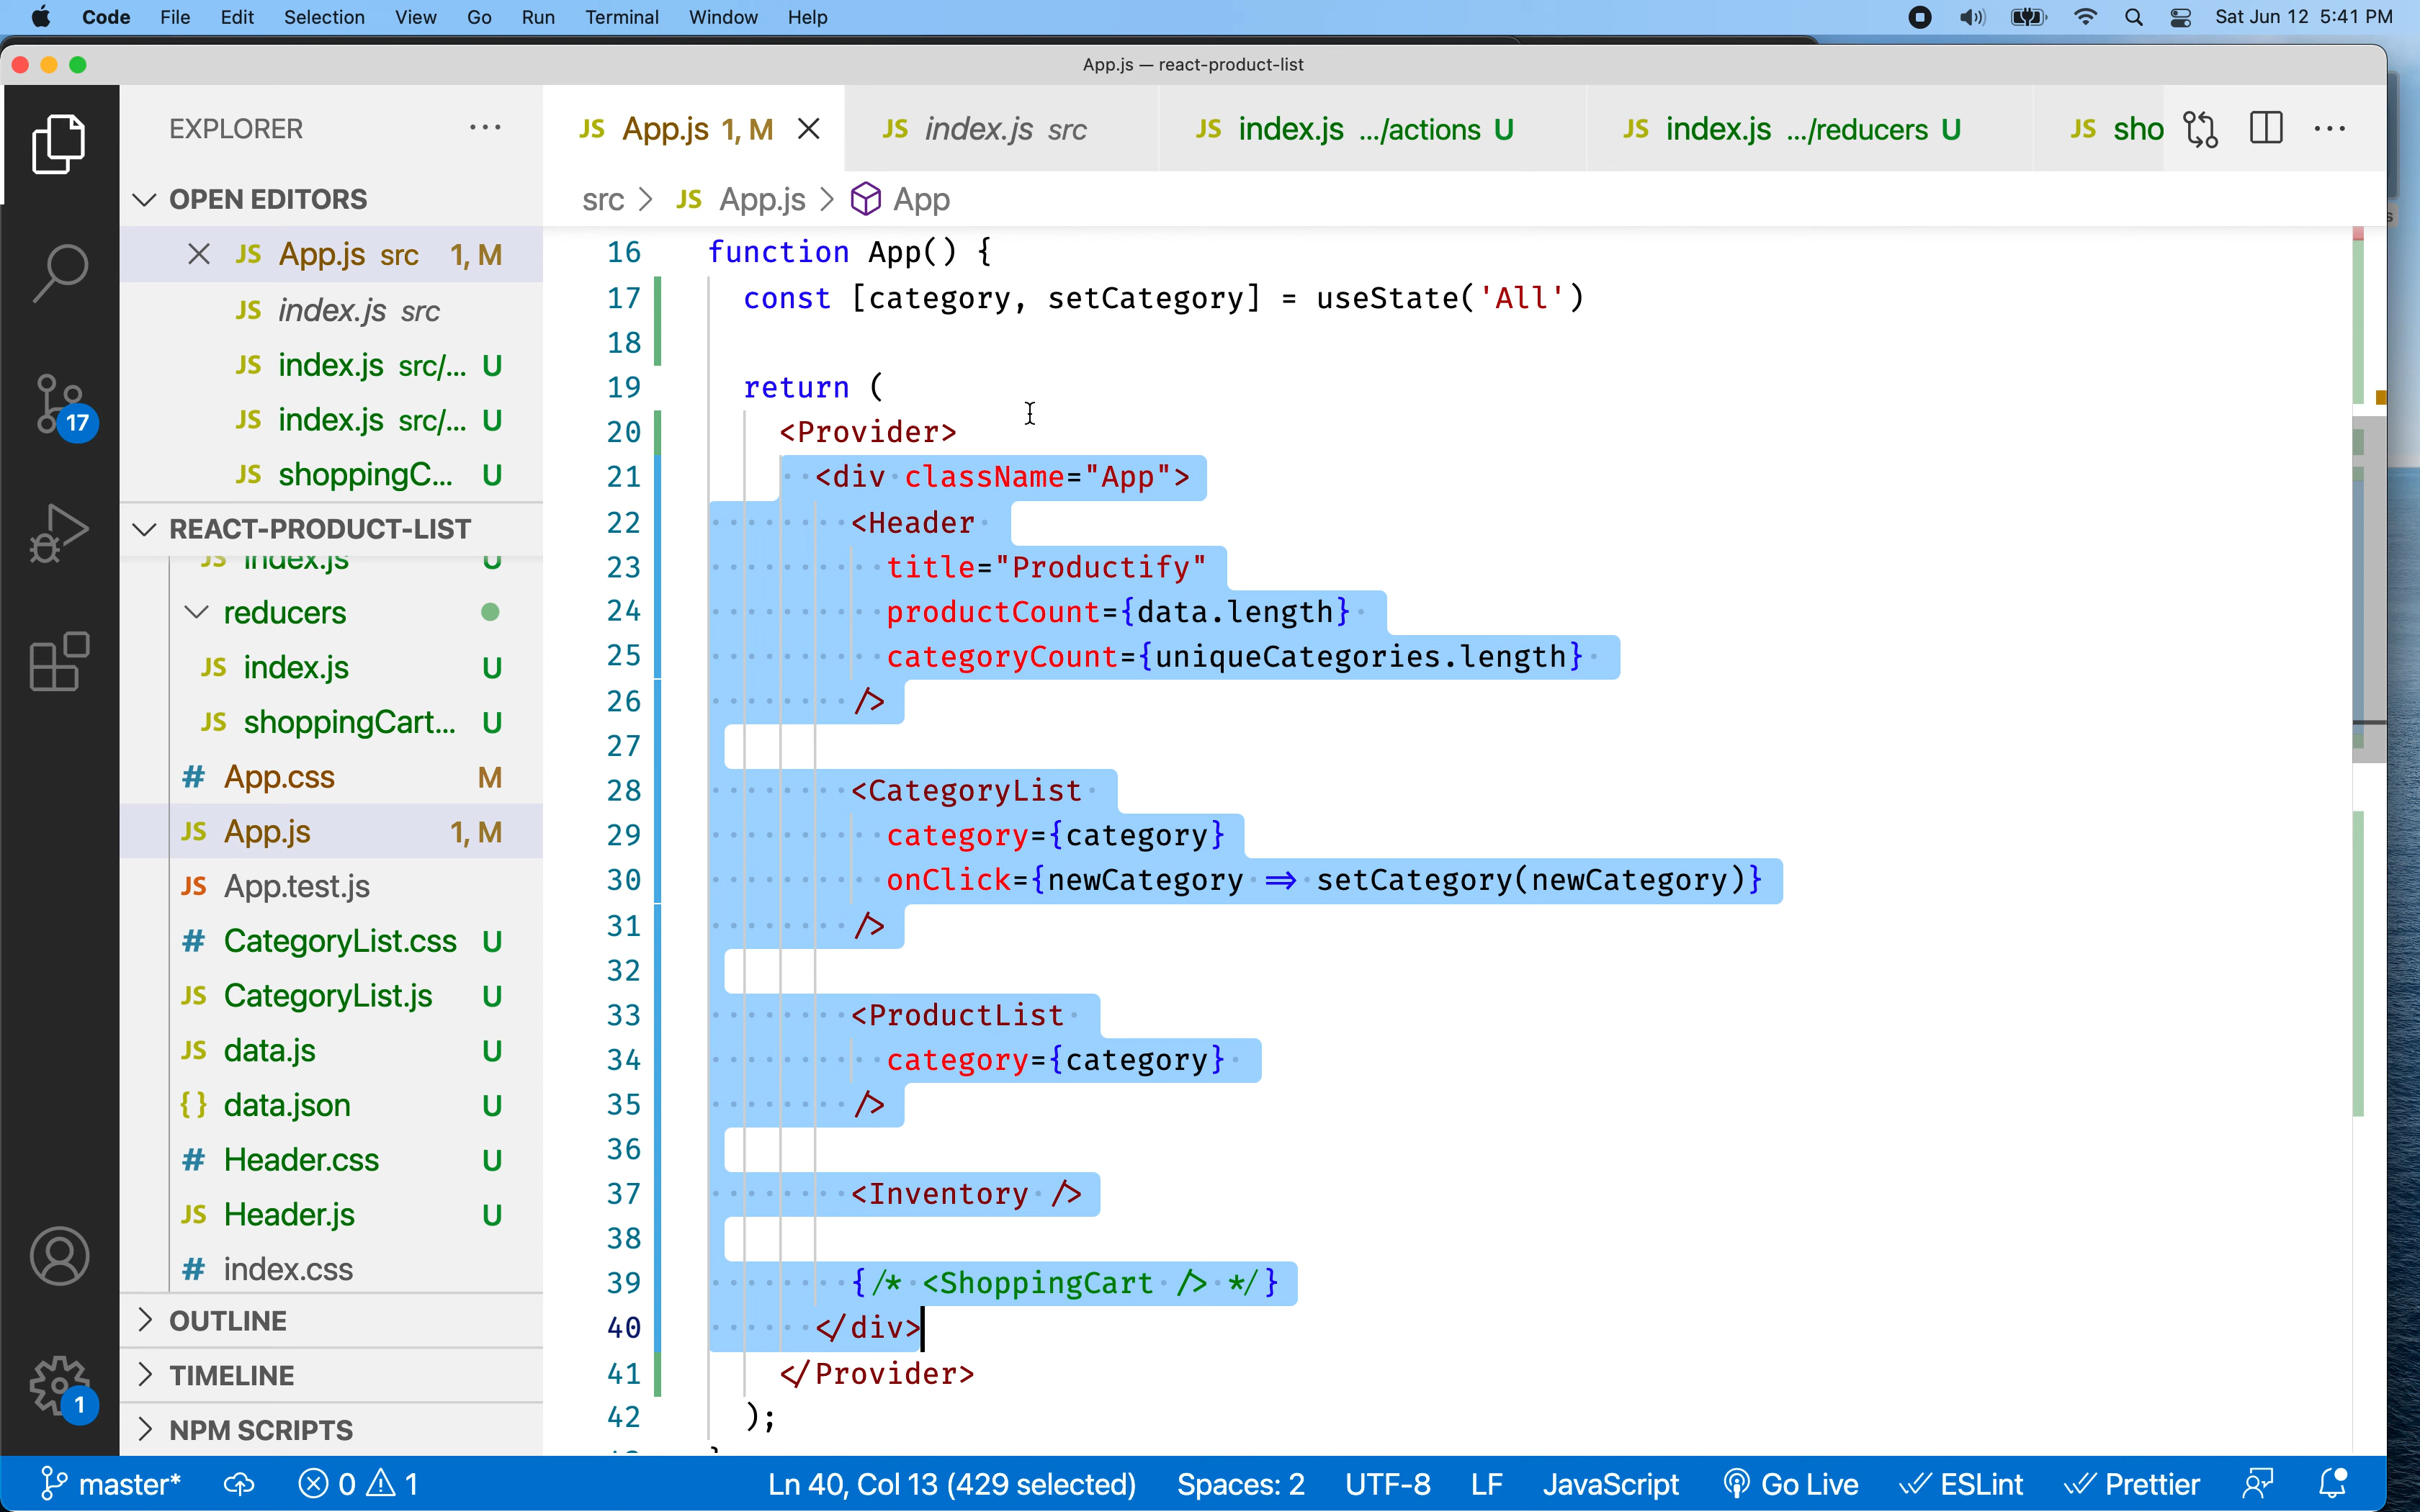 Code File Edit Selection View Go Run Terminal Window Help Sat Jun 12 5:41 PM
App.js — react-product-list
EXPLORER
JS App.js 1, M
JS index.js src
JS index.js .../actions U
JS index.js .../reducers U
JS sho
OPEN EDITORS
src > JS App.js > App
JS App.js src 1, M
JS index.js src
JS index.js src/... U
JS index.js src/... U
JS shoppingC... U
17
REACT-PRODUCT-LIST
JS index.js U
reducers
JS index.js U
JS shoppingCart... U
# App.css M
JS App.js 1, M
JS App.test.js
# CategoryList.css U
JS CategoryList.js U
JS data.js U
{} data.json U
# Header.css U
JS Header.js U
# index.css
OUTLINE
TIMELINE
NPM SCRIPTS
1
16 function App() {
17 const [category, setCategory] = useState('All')
18
19 return (
20 <Provider>
21 <div className="App">
22 <Header
23 title="Productify"
24 productCount={data.length}
25 categoryCount={uniqueCategories.length}
26 />
27
28 <CategoryList
29 category={category}
30 onClick={newCategory => setCategory(newCategory)}
31 />
32
33 <ProductList
34 category={category}
35 />
36
37 <Inventory />
38
39 {/* <ShoppingCart /> */}
40 </div>
41 </Provider>
42 );
master* 0 1 Ln 40, Col 13 (429 selected) Spaces: 2 UTF-8 LF JavaScript Go Live ESLint Prettier